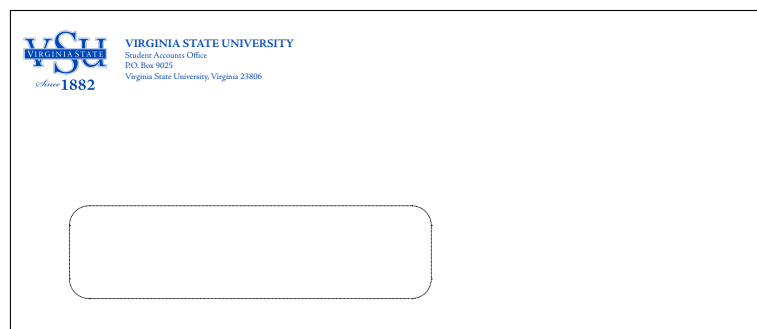 VSU
VIRGINIA STATE
Since 1882
VIRGINIA STATE UNIVERSITY
Student Accounts Office
P.O. Box 9025
Virginia State University, Virginia 23806